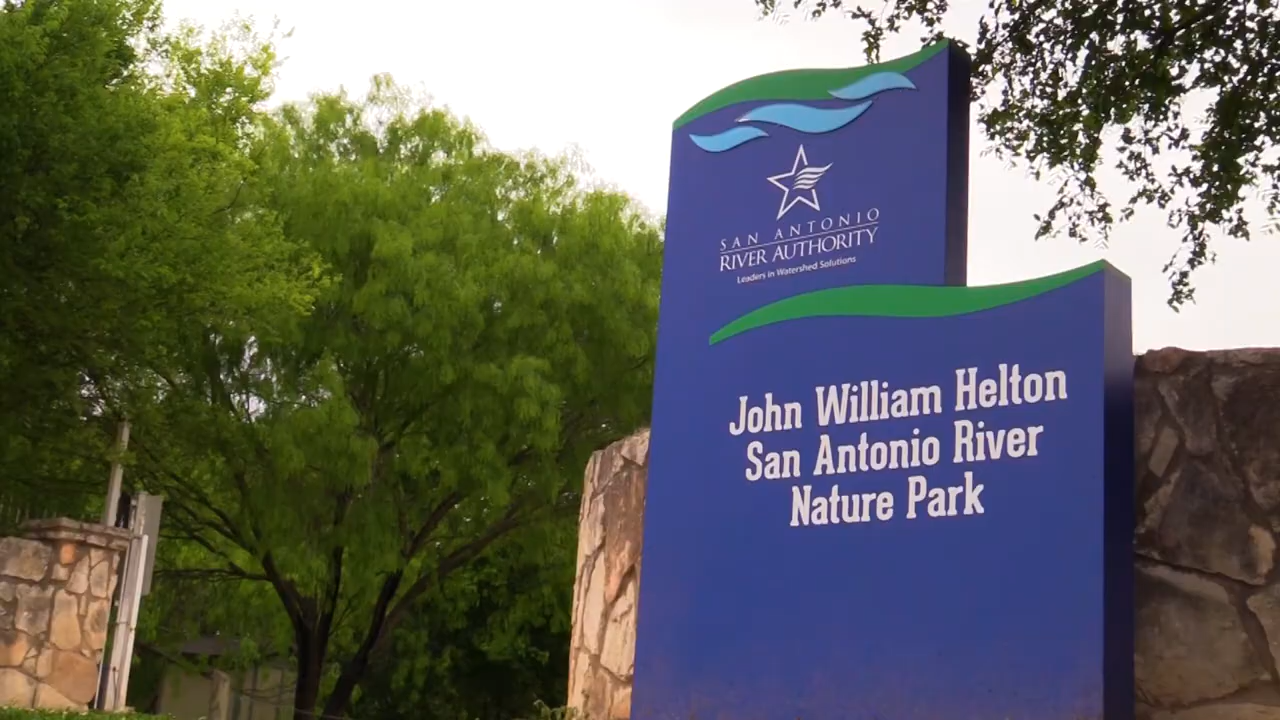 SAN ANTONIO
RIVER AUTHORITY
Leaders in Watershed Solutions
John William Helton
San Antonio River
Nature Park